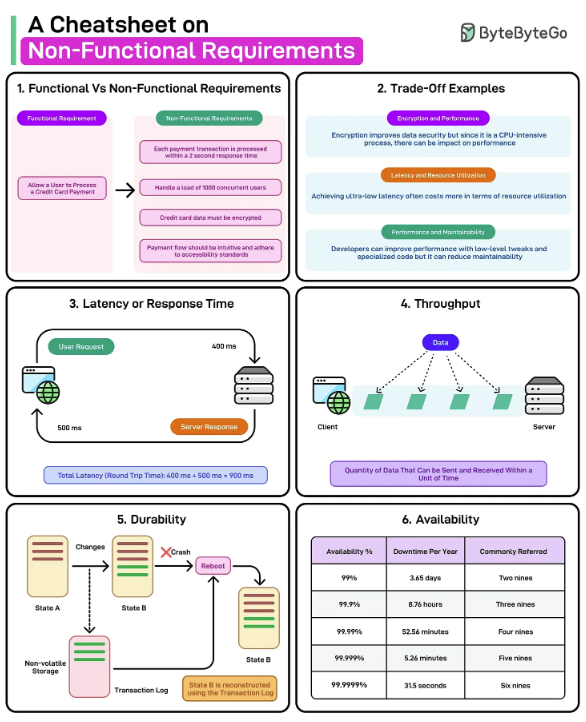 A Cheatsheet on
Non-Functional Requirements
ByteByteGo
1. Functional Vs Non-Functional Requirements
Functional Requirement
Non-Functional Requirements
Allow a User to Process
a Credit Card Payment
Each payment transaction is processed
within a 2 second response time
Handle a load of 1000 concurrent users
Credit card data must be encrypted
Payment flow should be intuitive and adhere
to accessibility standards
2. Trade-Off Examples
Encryption and Performance
Encryption improves data security but since it is a CPU-intensive
process, there can be impact on performance
Latency and Resource Utilization
Achieving ultra-low latency often costs more in terms of resource utilization
Performance and Maintainability
Developers can improve performance with low-level tweaks and
specialized code but it can reduce maintainability
3. Latency or Response Time
User Request
400 ms
500 ms
Server Response
Total Latency (Round Trip Time): 400 ms + 500 ms = 900 ms
4. Throughput
Data
Client
Server
Quantity of Data That Can be Sent and Received Within a
Unit of Time
5. Durability
Changes
Crash
Reboot
State A
State B
State B
Non-volatile
Storage
Transaction Log
State B is reconstructed
using the Transaction Log
6. Availability
Availability % Downtime Per Year Commonly Referred
99% 3.65 days Two nines
99.9% 8.76 hours Three nines
99.99% 52.56 minutes Four nines
99.999% 5.26 minutes Five nines
99.9999% 31.5 seconds Six nines